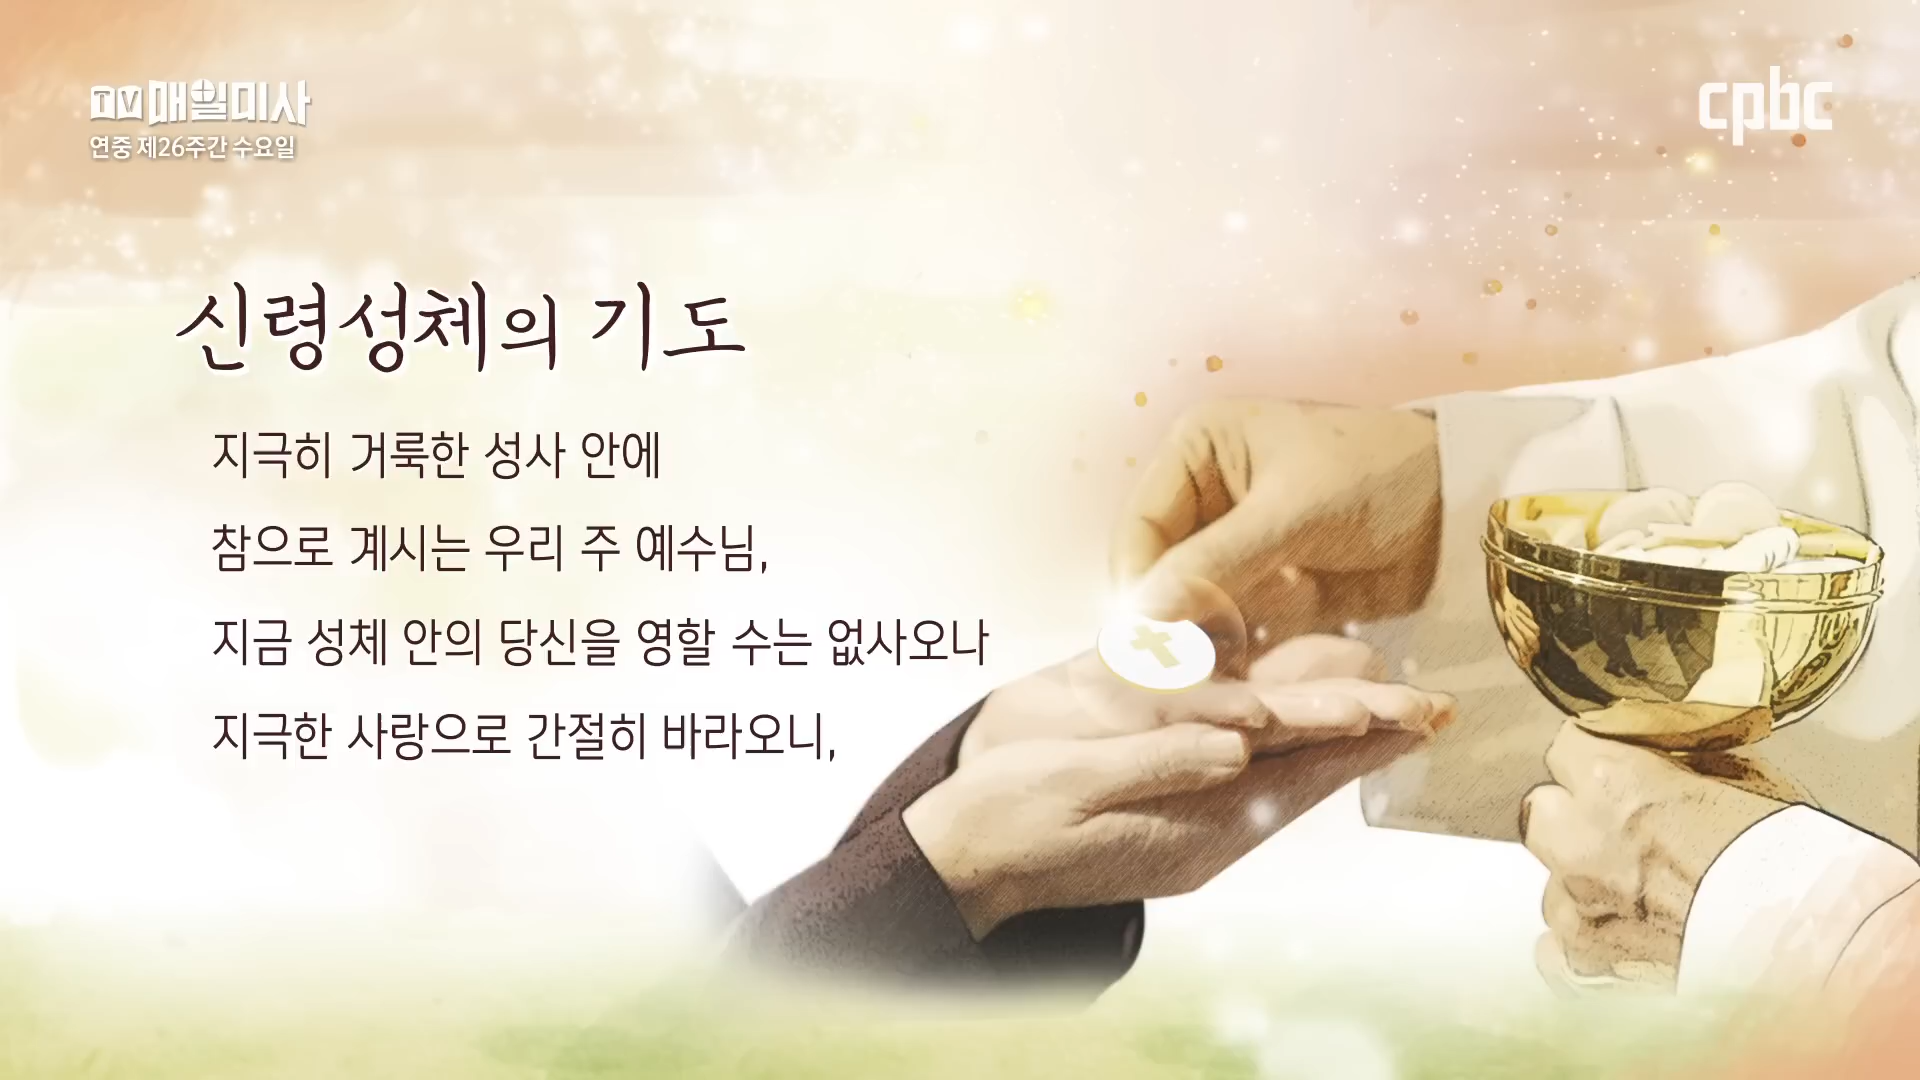 TV매일미사
연중 제26주간 수요일
cpbc
신령성체의 기도
지극히 거룩한 성사 안에
참으로 계시는 우리 주 예수님,
지금 성체 안의 당신을 영할 수는 없사오나
지극한 사랑으로 간절히 바라오니,